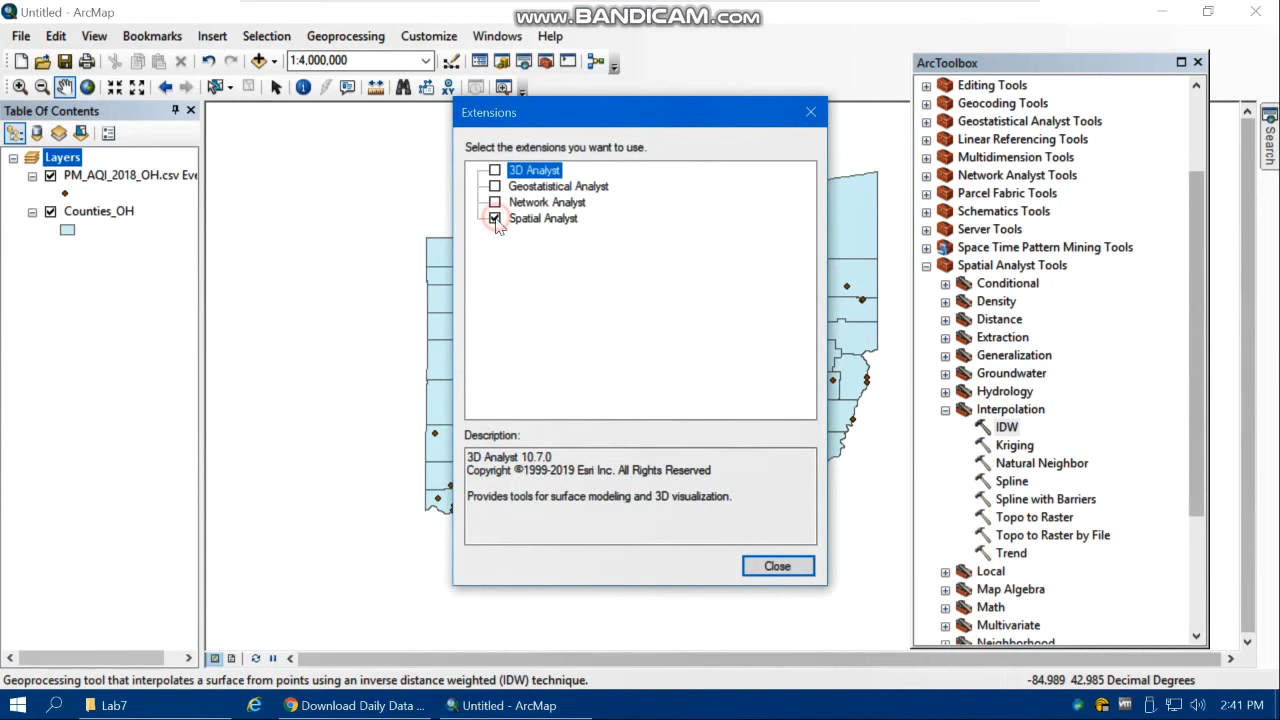 Untitled - ArcMap
www.BANDICAM.com
File Edit View Bookmarks Insert Selection Geoprocessing Customize Windows Help
1:4,000,000
Table Of Contents
Layers
PM_AQI_2018_OH.csv Eve
Counties_OH
Extensions
Select the extensions you want to use.
3D Analyst
Geostatistical Analyst
Network Analyst
Spatial Analyst
Description:
3D Analyst 10.7.0
Copyright ©1999-2019 Esri Inc. All Rights Reserved
Provides tools for surface modeling and 3D visualization.
Close
ArcToolbox
Editing Tools
Geocoding Tools
Geostatistical Analyst Tools
Linear Referencing Tools
Multidimension Tools
Network Analyst Tools
Parcel Fabric Tools
Schematics Tools
Server Tools
Space Time Pattern Mining Tools
Spatial Analyst Tools
Conditional
Density
Distance
Extraction
Generalization
Groundwater
Hydrology
Interpolation
IDW
Kriging
Natural Neighbor
Spline
Spline with Barriers
Topo to Raster
Topo to Raster by File
Trend
Local
Map Algebra
Math
Multivariate
Neighborhood
Search
Geoprocessing tool that interpolates a surface from points using an inverse distance weighted (IDW) technique.
-84.989 42.985 Decimal Degrees
Lab7
Download Daily Data ...
Untitled - ArcMap
2:41 PM